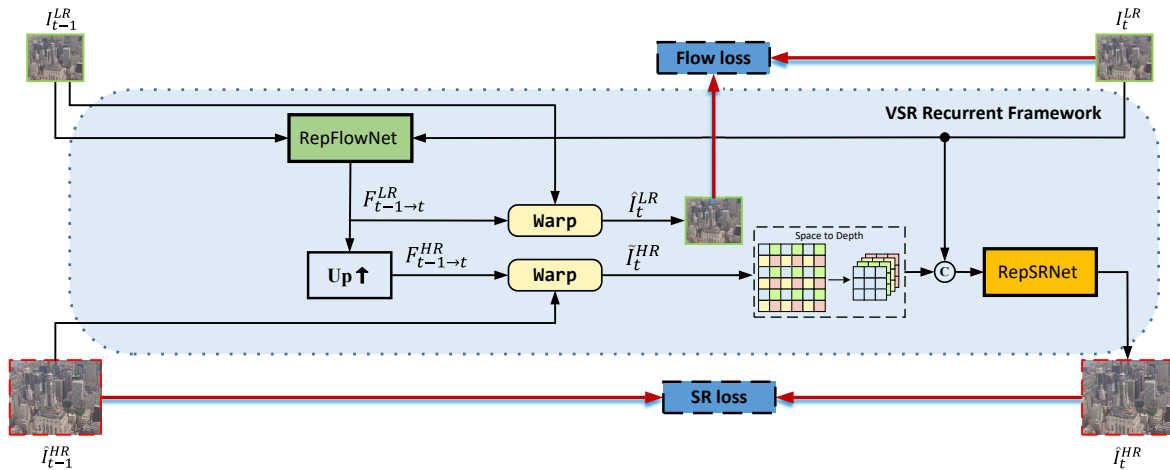 I_{t-1}^{LR}
I_t^{LR}
Flow loss
VSR Recurrent Framework
RepFlowNet
F_{t-1→t}^{LR}
Warp
Î_t^{LR}
Space to Depth
Up↑
F_{t-1→t}^{HR}
Warp
Ĩ_t^{HR}
C
RepSRNet
SR loss
Î_{t-1}^{HR}
Î_t^{HR}